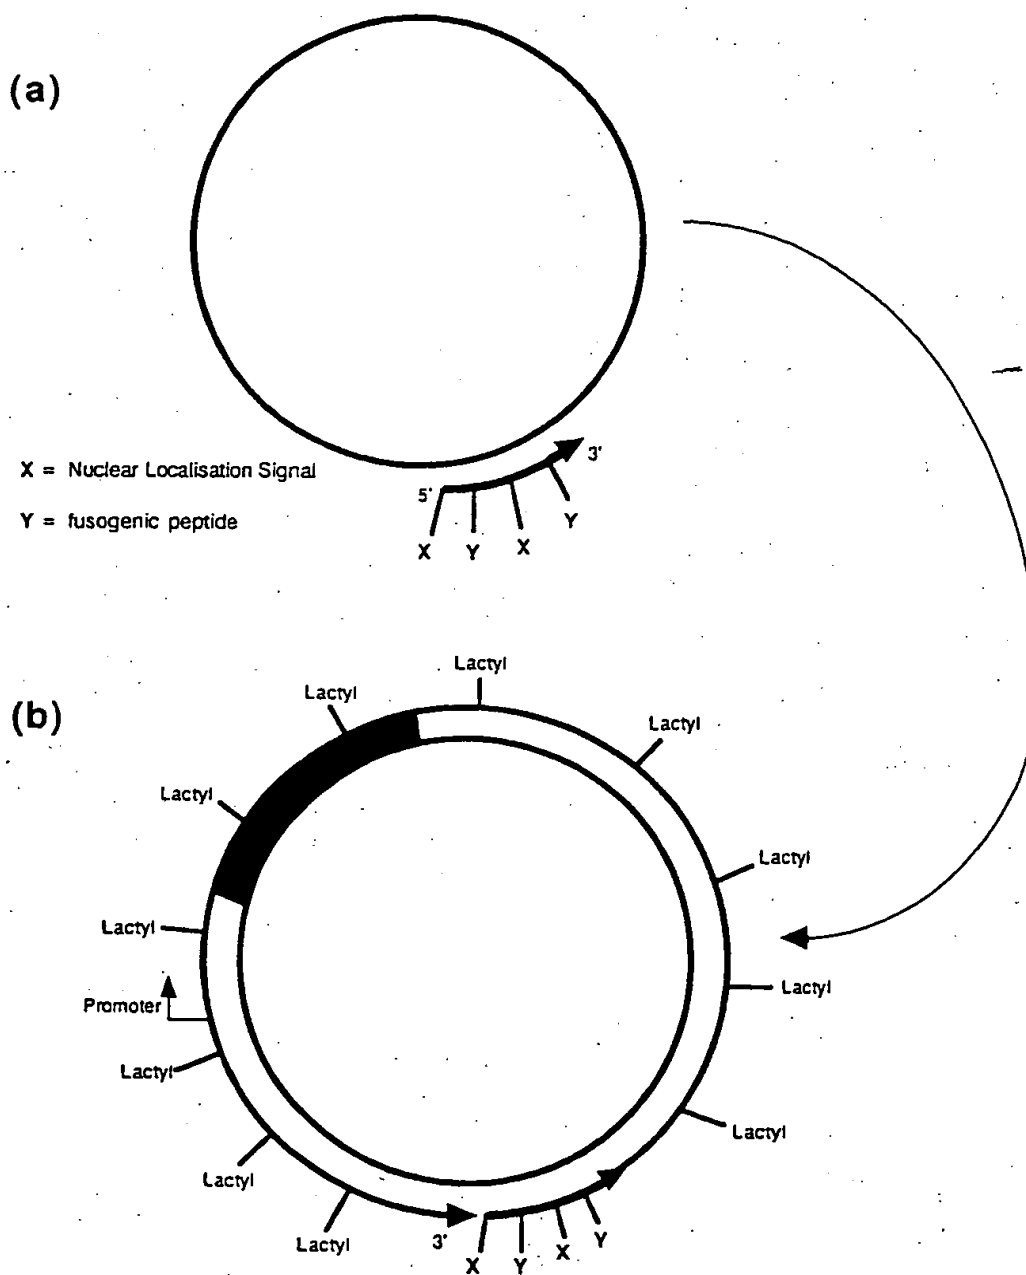 (a)
X = Nuclear Localisation Signal
Y = fusogenic peptide
5'
3'
X
Y
X
Y
(b)
Lactyl
Lactyl
Lactyl
Lactyl
Lactyl
Lactyl
Lactyl
Promoter
Lactyl
Lactyl
Lactyl
Lactyl
3'
X
Y
X
Y